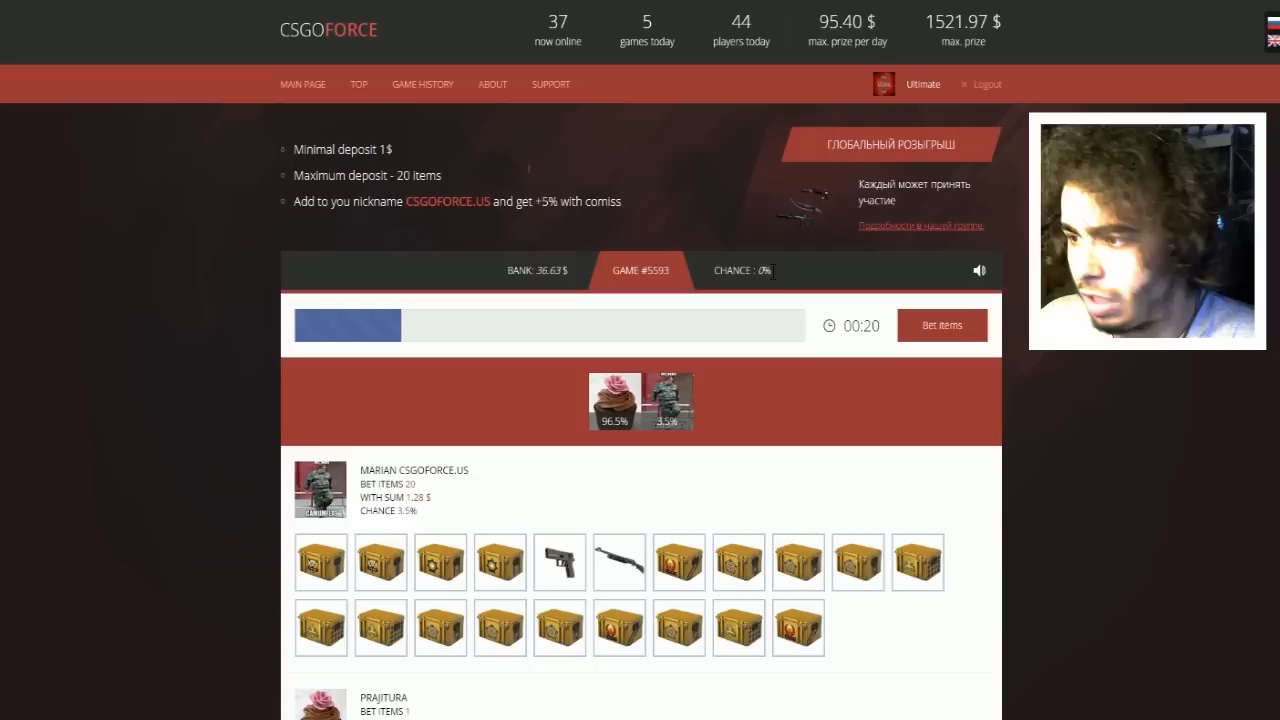 CSGOFORCE
37 5 44 95.40 $ 1521.97 $
now online games today players today max. prize per day max. prize
MAIN PAGE TOP GAME HISTORY ABOUT SUPPORT Ultimate × Logout
Minimal deposit 1$
Maximum deposit - 20 items
Add to you nickname CSGOFORCE.US and get +5% with comiss
ГЛОБАЛЬНЫЙ РОЗЫГРЫШ
Каждый может принять
участие
Подробности в нашей группе.
BANK: 36.63 $ GAME #5593 CHANCE : 0%
00:20 Bet items
96.5% 3.5%
MARIAN CSGOFORCE.US
BET ITEMS 20
WITH SUM 1.28 $
CHANCE 3.5%
PRAJITURA
BET ITEMS 1